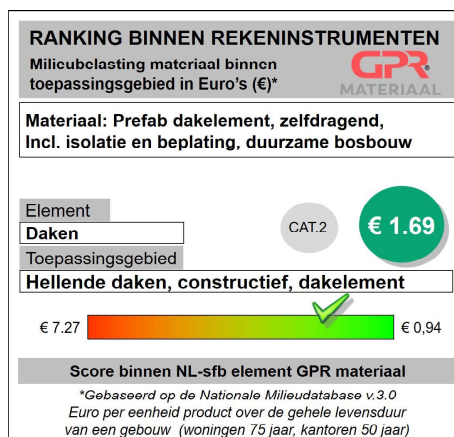 RANKING BINNEN REKENINSTRUMENTEN
Milieubelasting materiaal binnen
toepassingsgebied in Euro's (€)*
GPR®
MATERIAAL
Materiaal: Prefab dakelement, zelfdragend,
Incl. isolatie en beplating, duurzame bosbouw
Element
Daken
CAT.2
€ 1.69
Toepassingsgebied
Hellende daken, constructief, dakelement
€ 7.27
€ 0,94
Score binnen NL-sfb element GPR materiaal
*Gebaseerd op de Nationale Milieudatabase v.3.0
Euro per eenheid product over de gehele levensduur
van een gebouw (woningen 75 jaar, kantoren 50 jaar)